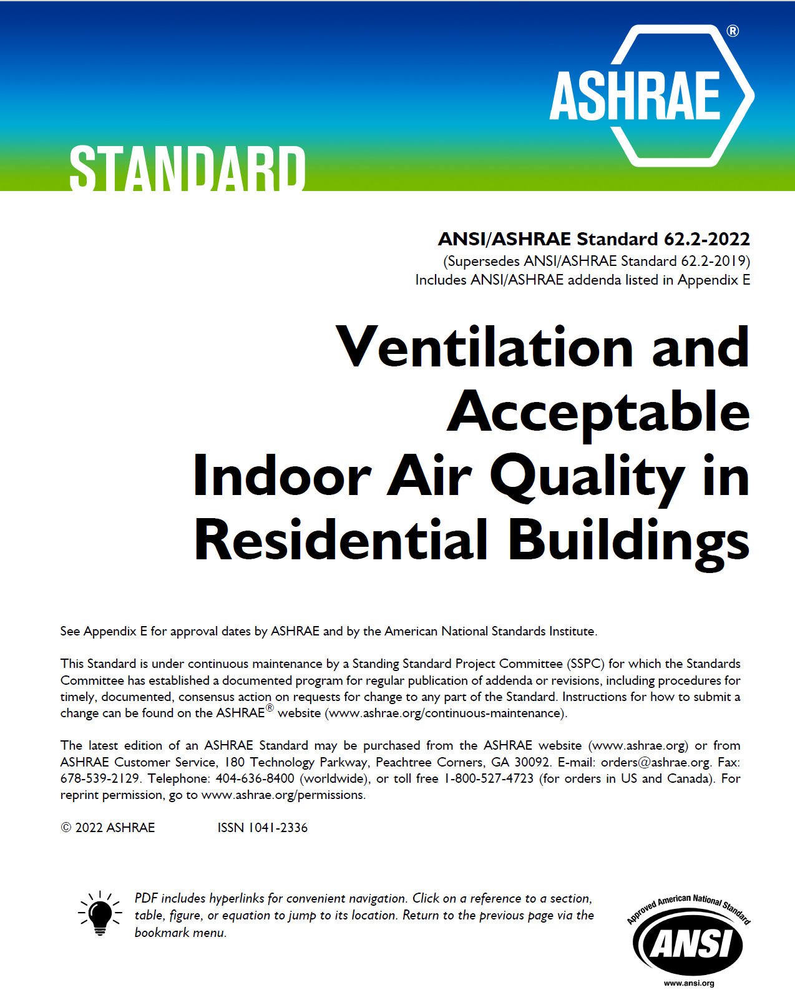 ASHRAE®
STANDARD
ANSI/ASHRAE Standard 62.2-2022
(Supersedes ANSI/ASHRAE Standard 62.2-2019)
Includes ANSI/ASHRAE addenda listed in Appendix E
Ventilation and
Acceptable
Indoor Air Quality in
Residential Buildings
See Appendix E for approval dates by ASHRAE and by the American National Standards Institute.
This Standard is under continuous maintenance by a Standing Standard Project Committee (SSPC) for which the Standards
Committee has established a documented program for regular publication of addenda or revisions, including procedures for
timely, documented, consensus action on requests for change to any part of the Standard. Instructions for how to submit a
change can be found on the ASHRAE® website (www.ashrae.org/continuous-maintenance).
The latest edition of an ASHRAE Standard may be purchased from the ASHRAE website (www.ashrae.org) or from
ASHRAE Customer Service, 180 Technology Parkway, Peachtree Corners, GA 30092. E-mail: orders@ashrae.org. Fax:
678-539-2129. Telephone: 404-636-8400 (worldwide), or toll free 1-800-527-4723 (for orders in US and Canada). For
reprint permission, go to www.ashrae.org/permissions.
© 2022 ASHRAE ISSN 1041-2336
PDF includes hyperlinks for convenient navigation. Click on a reference to a section,
table, figure, or equation to jump to its location. Return to the previous page via the
bookmark menu.
Approved American National Standard
ANSI
www.ansi.org